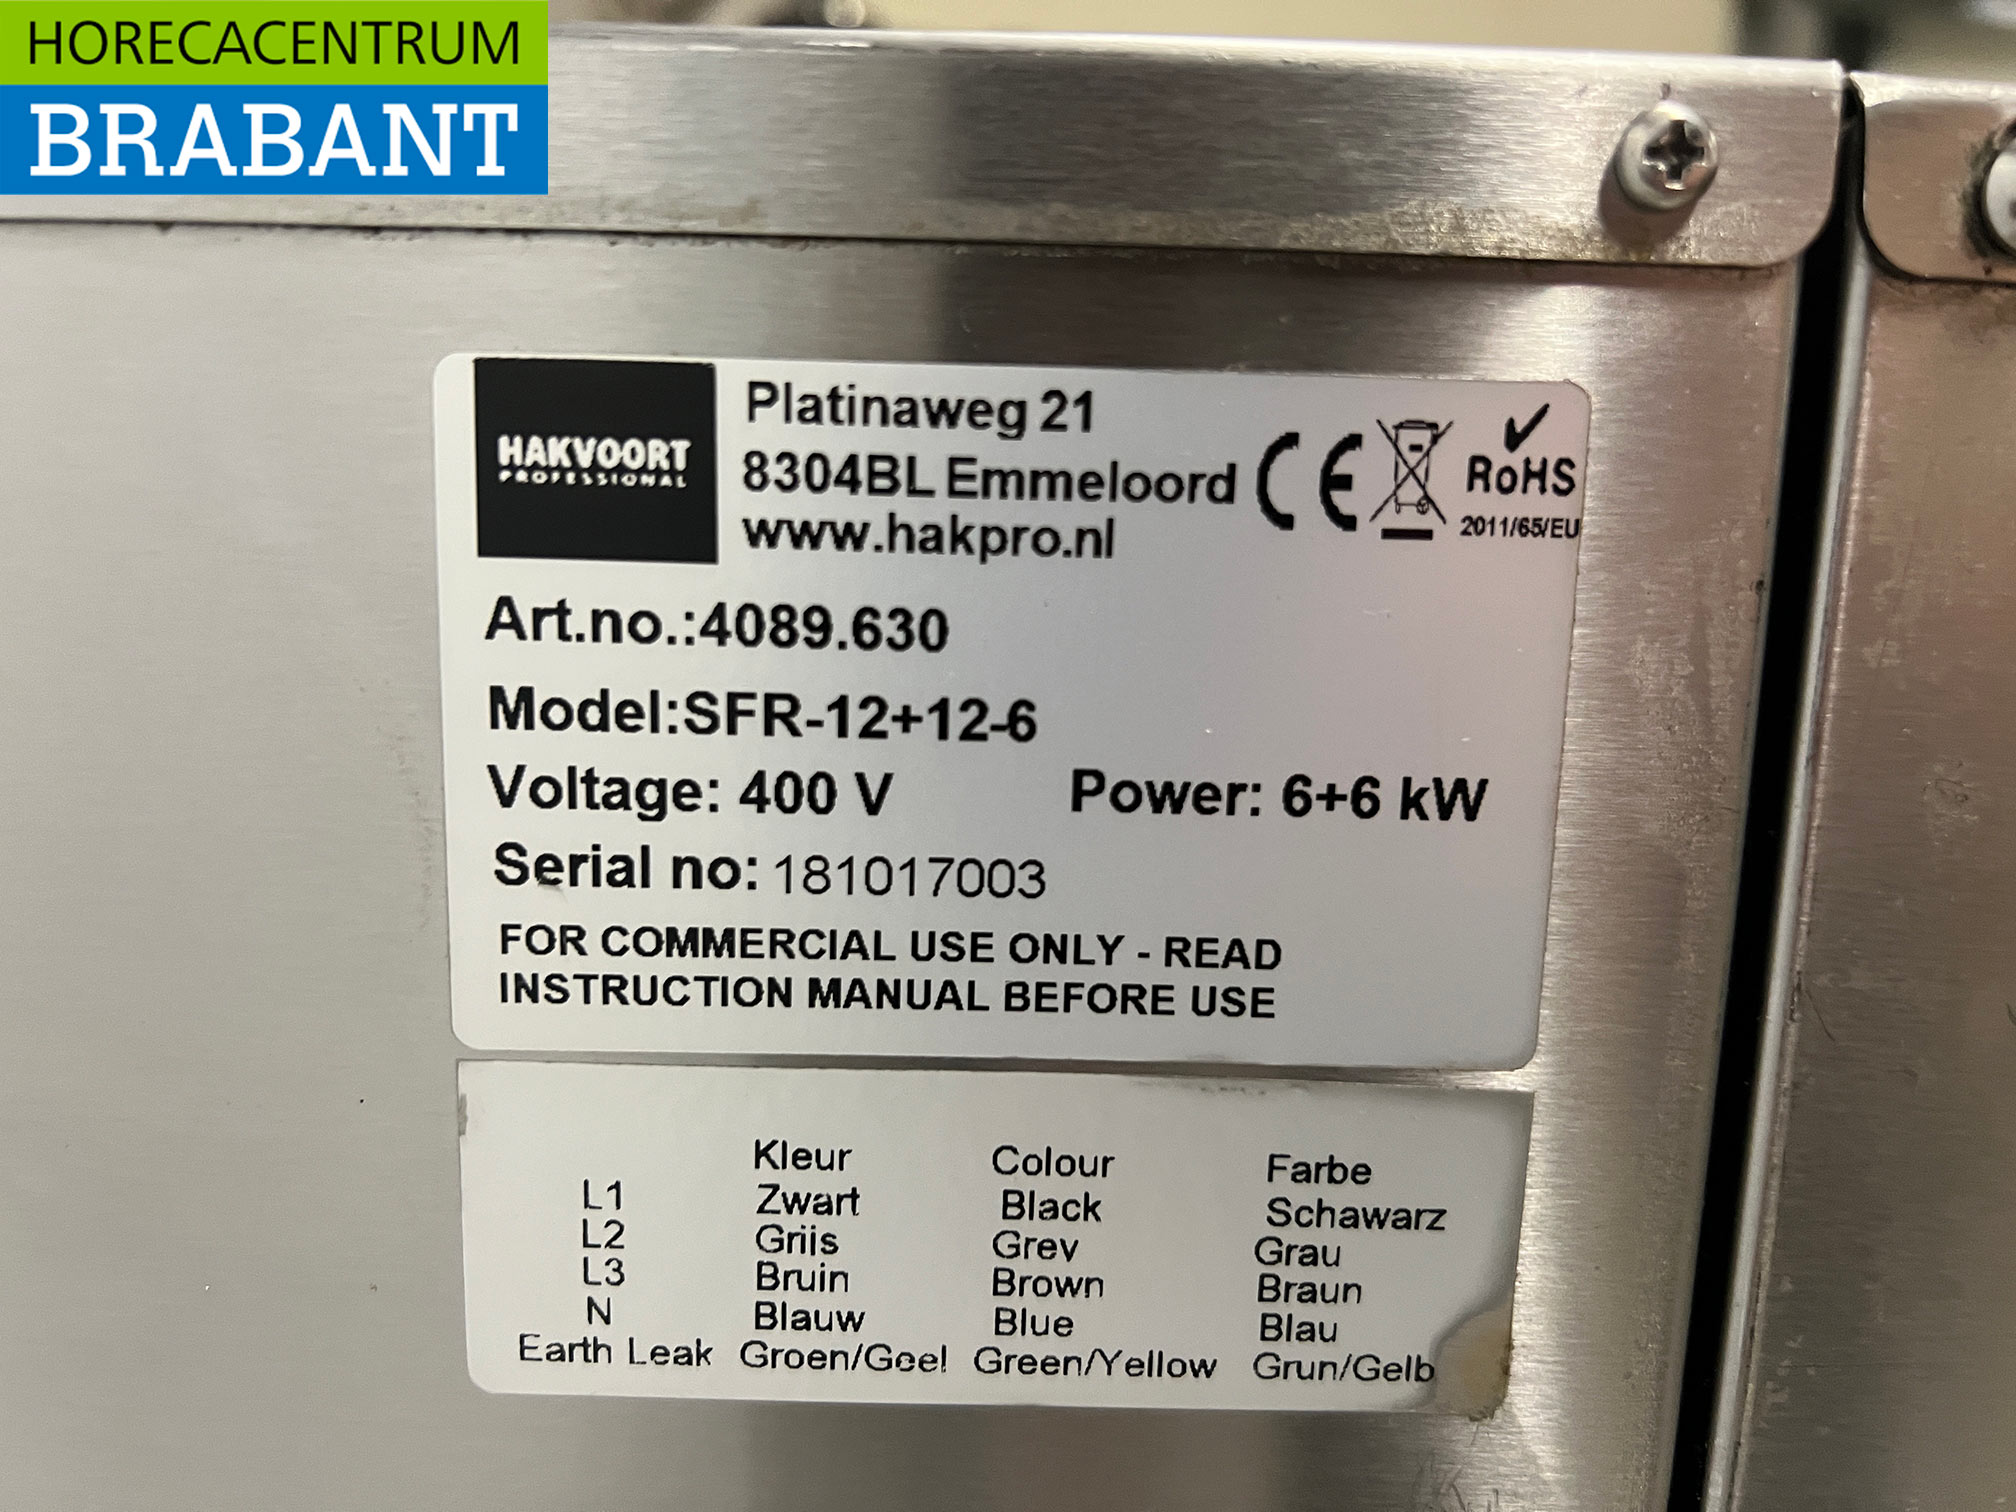 HORECACENTRUM
BRABANT
HAKVOORT
PROFESSIONAL
Platinaweg 21
8304BL Emmeloord
www.hakpro.nl
CE
RoHS
2011/65/EU
Art.no.:4089.630
Model:SFR-12+12-6
Voltage: 400 V Power: 6+6 kW
Serial no: 181017003
FOR COMMERCIAL USE ONLY - READ
INSTRUCTION MANUAL BEFORE USE
Kleur Colour Farbe
L1 Zwart Black Schawarz
L2 Grijs Grey Grau
L3 Bruin Brown Braun
N Blauw Blue Blau
Earth Leak Groen/Geel Green/Yellow Grun/Gelb